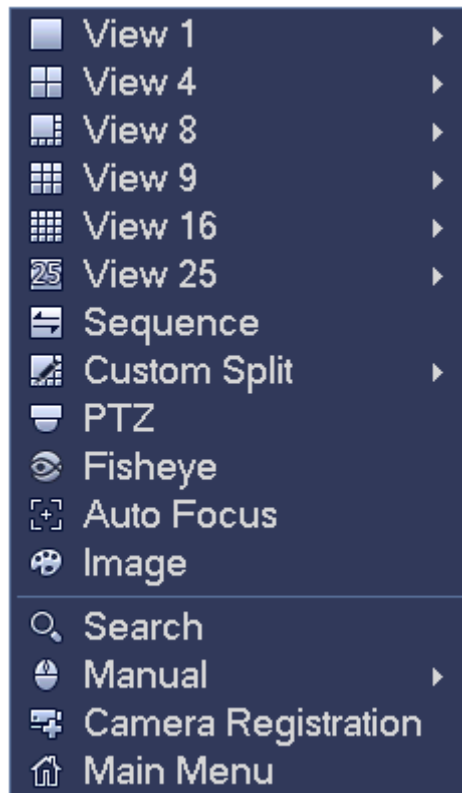 View 1
View 4
View 8
View 9
View 16
25 View 25
Sequence
Custom Split
PTZ
Fisheye
Auto Focus
Image
Search
Manual
Camera Registration
Main Menu